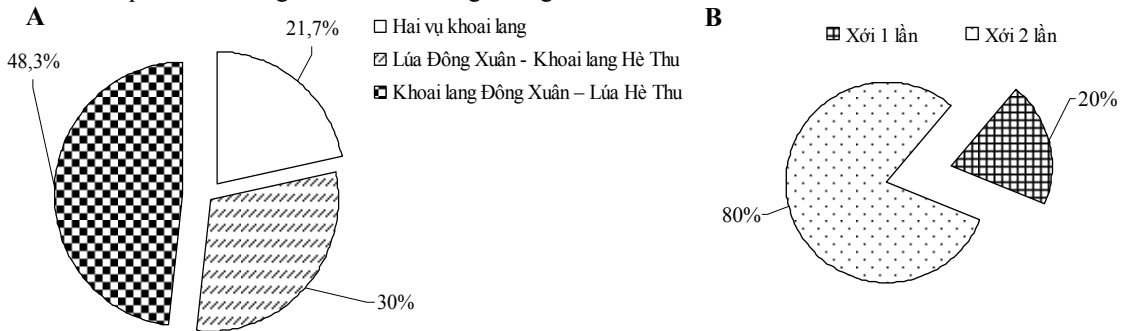 A
21,7%
48,3%
30%
Hai vụ khoai lang
Lúa Đông Xuân - Khoai lang Hè Thu
Khoai lang Đông Xuân – Lúa Hè Thu
B
Xới 1 lần
Xới 2 lần
20%
80%